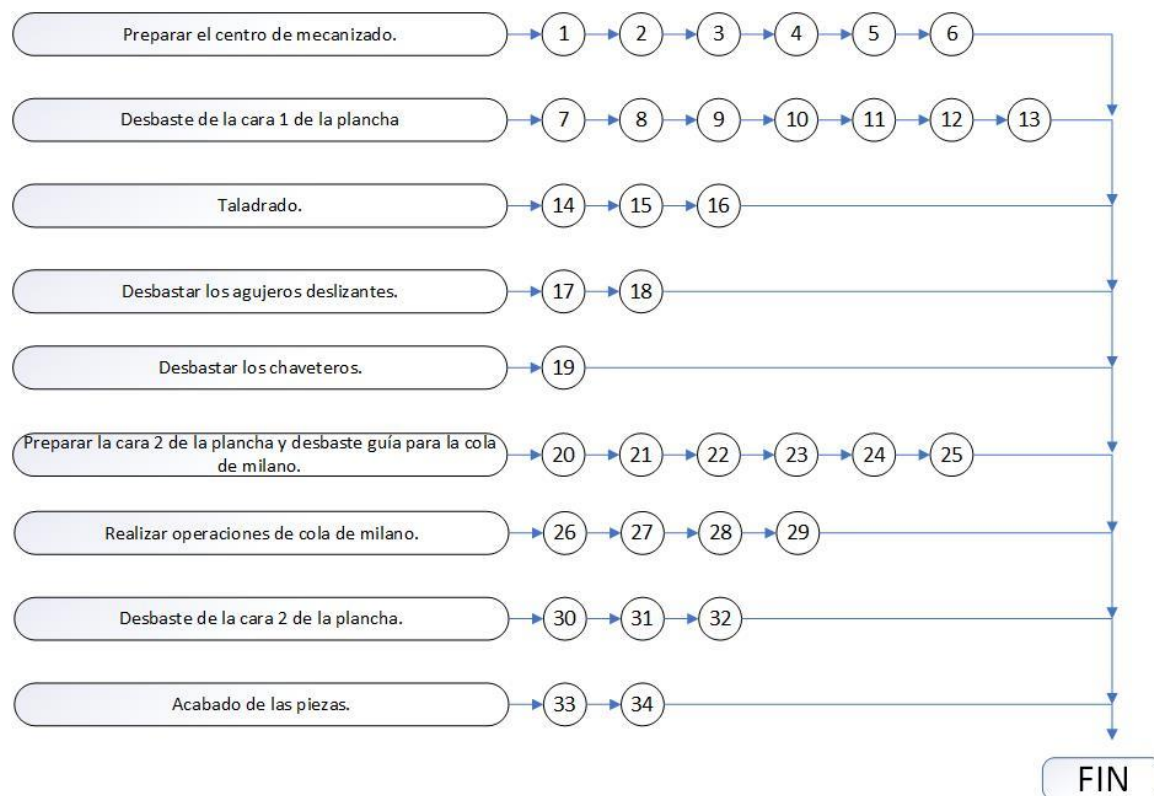 Preparar el centro de mecanizado. 1 2 3 4 5 6
Desbaste de la cara 1 de la plancha 7 8 9 10 11 12 13
Taladrado. 14 15 16
Desbastar los agujeros deslizantes. 17 18
Desbastar los chaveteros. 19
Preparar la cara 2 de la plancha y desbaste guía para la cola
de milano. 20 21 22 23 24 25
Realizar operaciones de cola de milano. 26 27 28 29
Desbaste de la cara 2 de la plancha. 30 31 32
Acabado de las piezas. 33 34
FIN